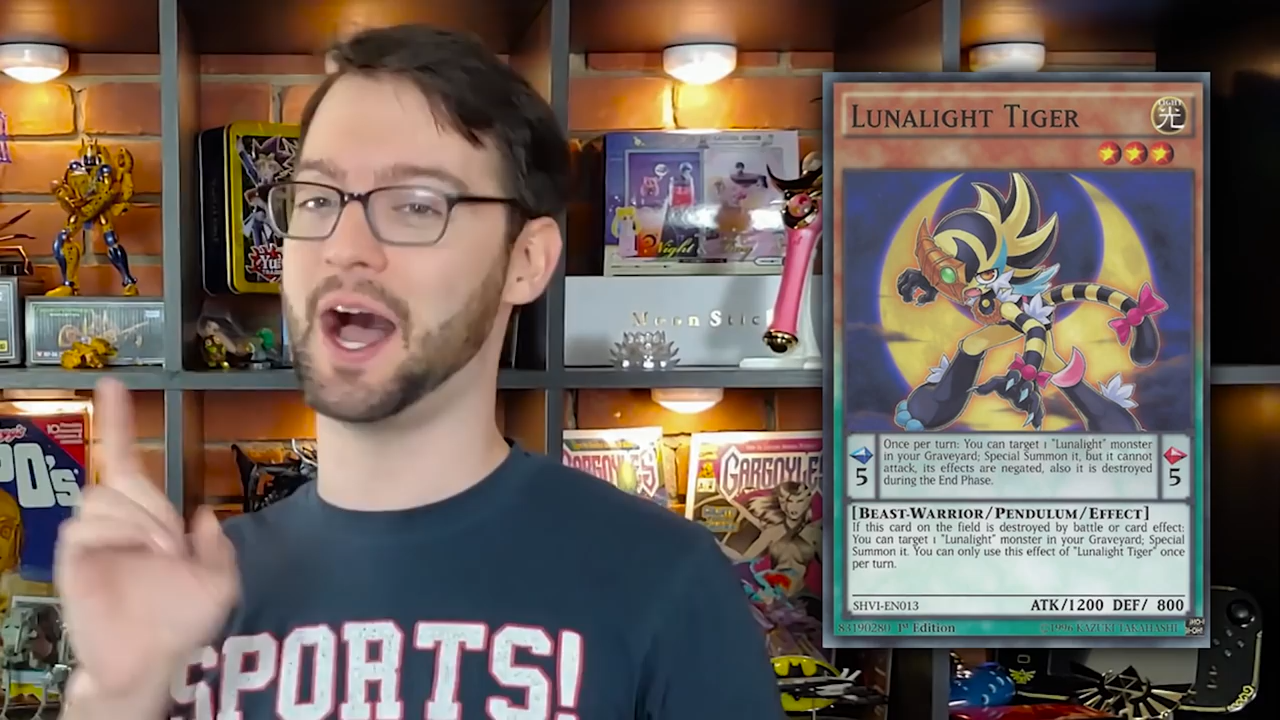 LUNALIGHT TIGER
LIGHT
光
Once per turn: You can target 1 "Lunalight" monster
in your Graveyard; Special Summon it, but it cannot
attack, its effects are negated, also it is destroyed
during the End Phase.
5
5
[BEAST-WARRIOR/PENDULUM/EFFECT]
If this card on the field is destroyed by battle or card effect:
You can target 1 "Lunalight" monster in your Graveyard; Special
Summon it. You can only use this effect of "Lunalight Tiger" once
per turn.
SHVI-EN013
ATK/1200 DEF/ 800
83190280 1st Edition
©1996 KAZUKI TAKAHASHI
Moon Stic
GARGOYLES
GARGOYLES
10
PO's
SPORTS!